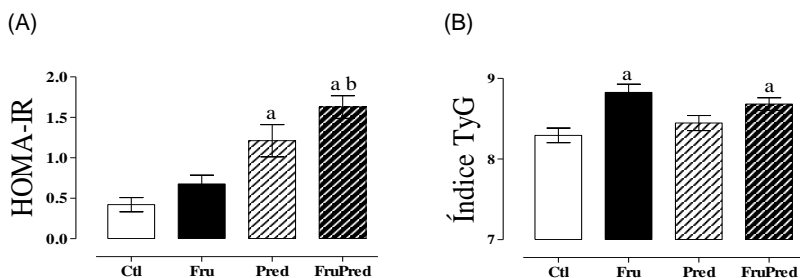 (A)
HOMA-IR
2.0
1.5
1.0
0.5
0.0
a
a b
Ctl Fru Pred FruPred
(B)
Índice TyG
9
8
7
a
a
Ctl Fru Pred FruPred